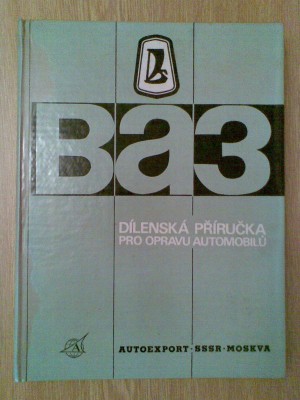 Ваз
DÍLENSKÁ PŘÍRUČKA
PRO OPRAVU AUTOMOBILŮ
AUTOEXPORT·SSSR·MOSKVA